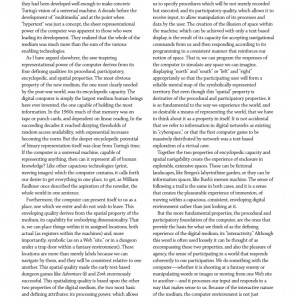 they had been developed well enough to make concrete
Turing's vision of a universal machine. A decade before the
development of 'multimedia' and at the point when
'hypertext' was just a concept, the sheer representational
power of the computer was apparent to those who were
leading its development. They realized that the whole of the
medium was much more than the sum of the various
enabling technologies.
As I have argued elsewhere, the awe-inspiring
representational power of the computer derives from its
four defining qualities: its procedural, participatory,
encyclopedic, and spatial properties. The most obvious
property of the new medium, the one most clearly needed
by the post-war world, was its encyclopedic capacity. The
digital computer is simply the largest medium human beings
have ever invented, the one capable of holding the most
information. In the 1960s much of that memory was on
tape or punch cards, and dependent on linear reading. In the
succeeding decades it reached dizzying thresholds of
random access availability, with exponential increases
becoming the norm. But the deeper encyclopedic potential
of binary representation itself was clear from Turing's time.
If the computer is a universal machine, capable of
representing anything, then can it represent all of human
knowledge? Like other capacious technologies (print,
moving images) which the computer contains, it calls forth
our desire to get everything in one place, to get, as William
Faulkner once described the aspiration of the novelist, the
whole world in one sentence.
Furthermore, the computer can present itself to us as a
place, one which we enter and do not wish to leave. This
enveloping quality derives from the spatial property of the
medium, its capacity for embodying dimensionality. That
is, we can place things within it in assigned locations, both
actual (as registers within the machines) and, more
importantly, symbolic (as on a Web 'site,' or in a dungeon
under a trap door within a fantasy environment). These
locations are more than merely labels because we can
navigate by them, and they will be consistent relative to one
another. This spatial quality made the early text-based
dungeon games like Adventure and Zork enormously
successful. This spatializing quality is based upon the other
two properties of the digital medium, the two most basic
and defining attributes: its processing power, which allows
us to specify procedures which will be not merely recorded
but executed; and its participatory quality, which allows it to
receive input, to allow manipulation of its processes and
data by the user. The creation of the illusion of space within
the machine, which can be achieved with only a text-based
display, is the result of its capacity for accepting navigational
commands from us and then responding according to the
programming in a consistent manner that reinforces our
notion of space. That is, we can program the responses of
the computer to simulate any space we can imagine,
displaying 'earth' and 'south' or 'left' and 'right'
appropriately so that the participating user will form a
reliable mental map of the symbolically represented
territory. But even though this 'spatial' property is
derivative of the procedural and participatory properties, it
is so fundamental to the way we experience the world, and
so desirable a means of representing the world, that we have
to think about it as a property in itself. It is not accidental
that we refer to information in digital networks as existing
in 'cyberspace,' or that the first computer game to be
massively distributed by network was a text-based
exploration of a virtual cave.
Together the two properties of encyclopedic capacity and
spatial navigability create the experience of enclosure in
explorable, extensive spaces. These can be fictional
landscapes, like Borges's labyrinthine garden, or they can be
information spaces, like Bush's memex machine. The sense of
following a trail is the same in both cases, and it is a sense
that creates the pleasurable experience of immersion, of
moving within a capacious, consistent, enveloping digital
environment rather than just looking at it.
But the more fundamental properties, the procedural and
participatory foundation of the computer, are the ones that
provide the basis for what we think of as the defining
experience of the digital medium, its 'interactivity.' Although
this word is often used loosely it can be thought of as
encompassing these two properties, and also the pleasure of
agency, the sense of participating in a world that responds
coherently to our participation. We do something with the
computer—whether it is shooting at a fantasy enemy or
manipulating words or images or moving from one Web site
to another—and it processes our input and responds in a
way that makes sense to us. Because of the interactive nature
of the medium, the computer environment is not just